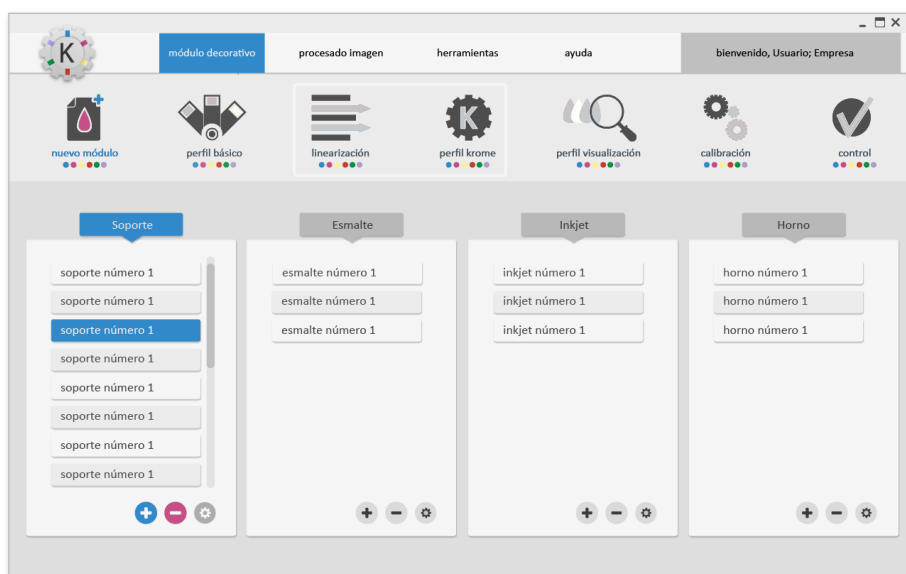 K
módulo decorativo
procesado imagen
herramientas
ayuda
bienvenido, Usuario; Empresa
nuevo módulo
perfil básico
linearización
K
perfil krome
perfil visualización
calibración
control
Soporte
Esmalte
Inkjet
Horno
soporte número 1
soporte número 1
soporte número 1
soporte número 1
soporte número 1
soporte número 1
soporte número 1
soporte número 1
esmalte número 1
esmalte número 1
esmalte número 1
inkjet número 1
inkjet número 1
inkjet número 1
horno número 1
horno número 1
horno número 1